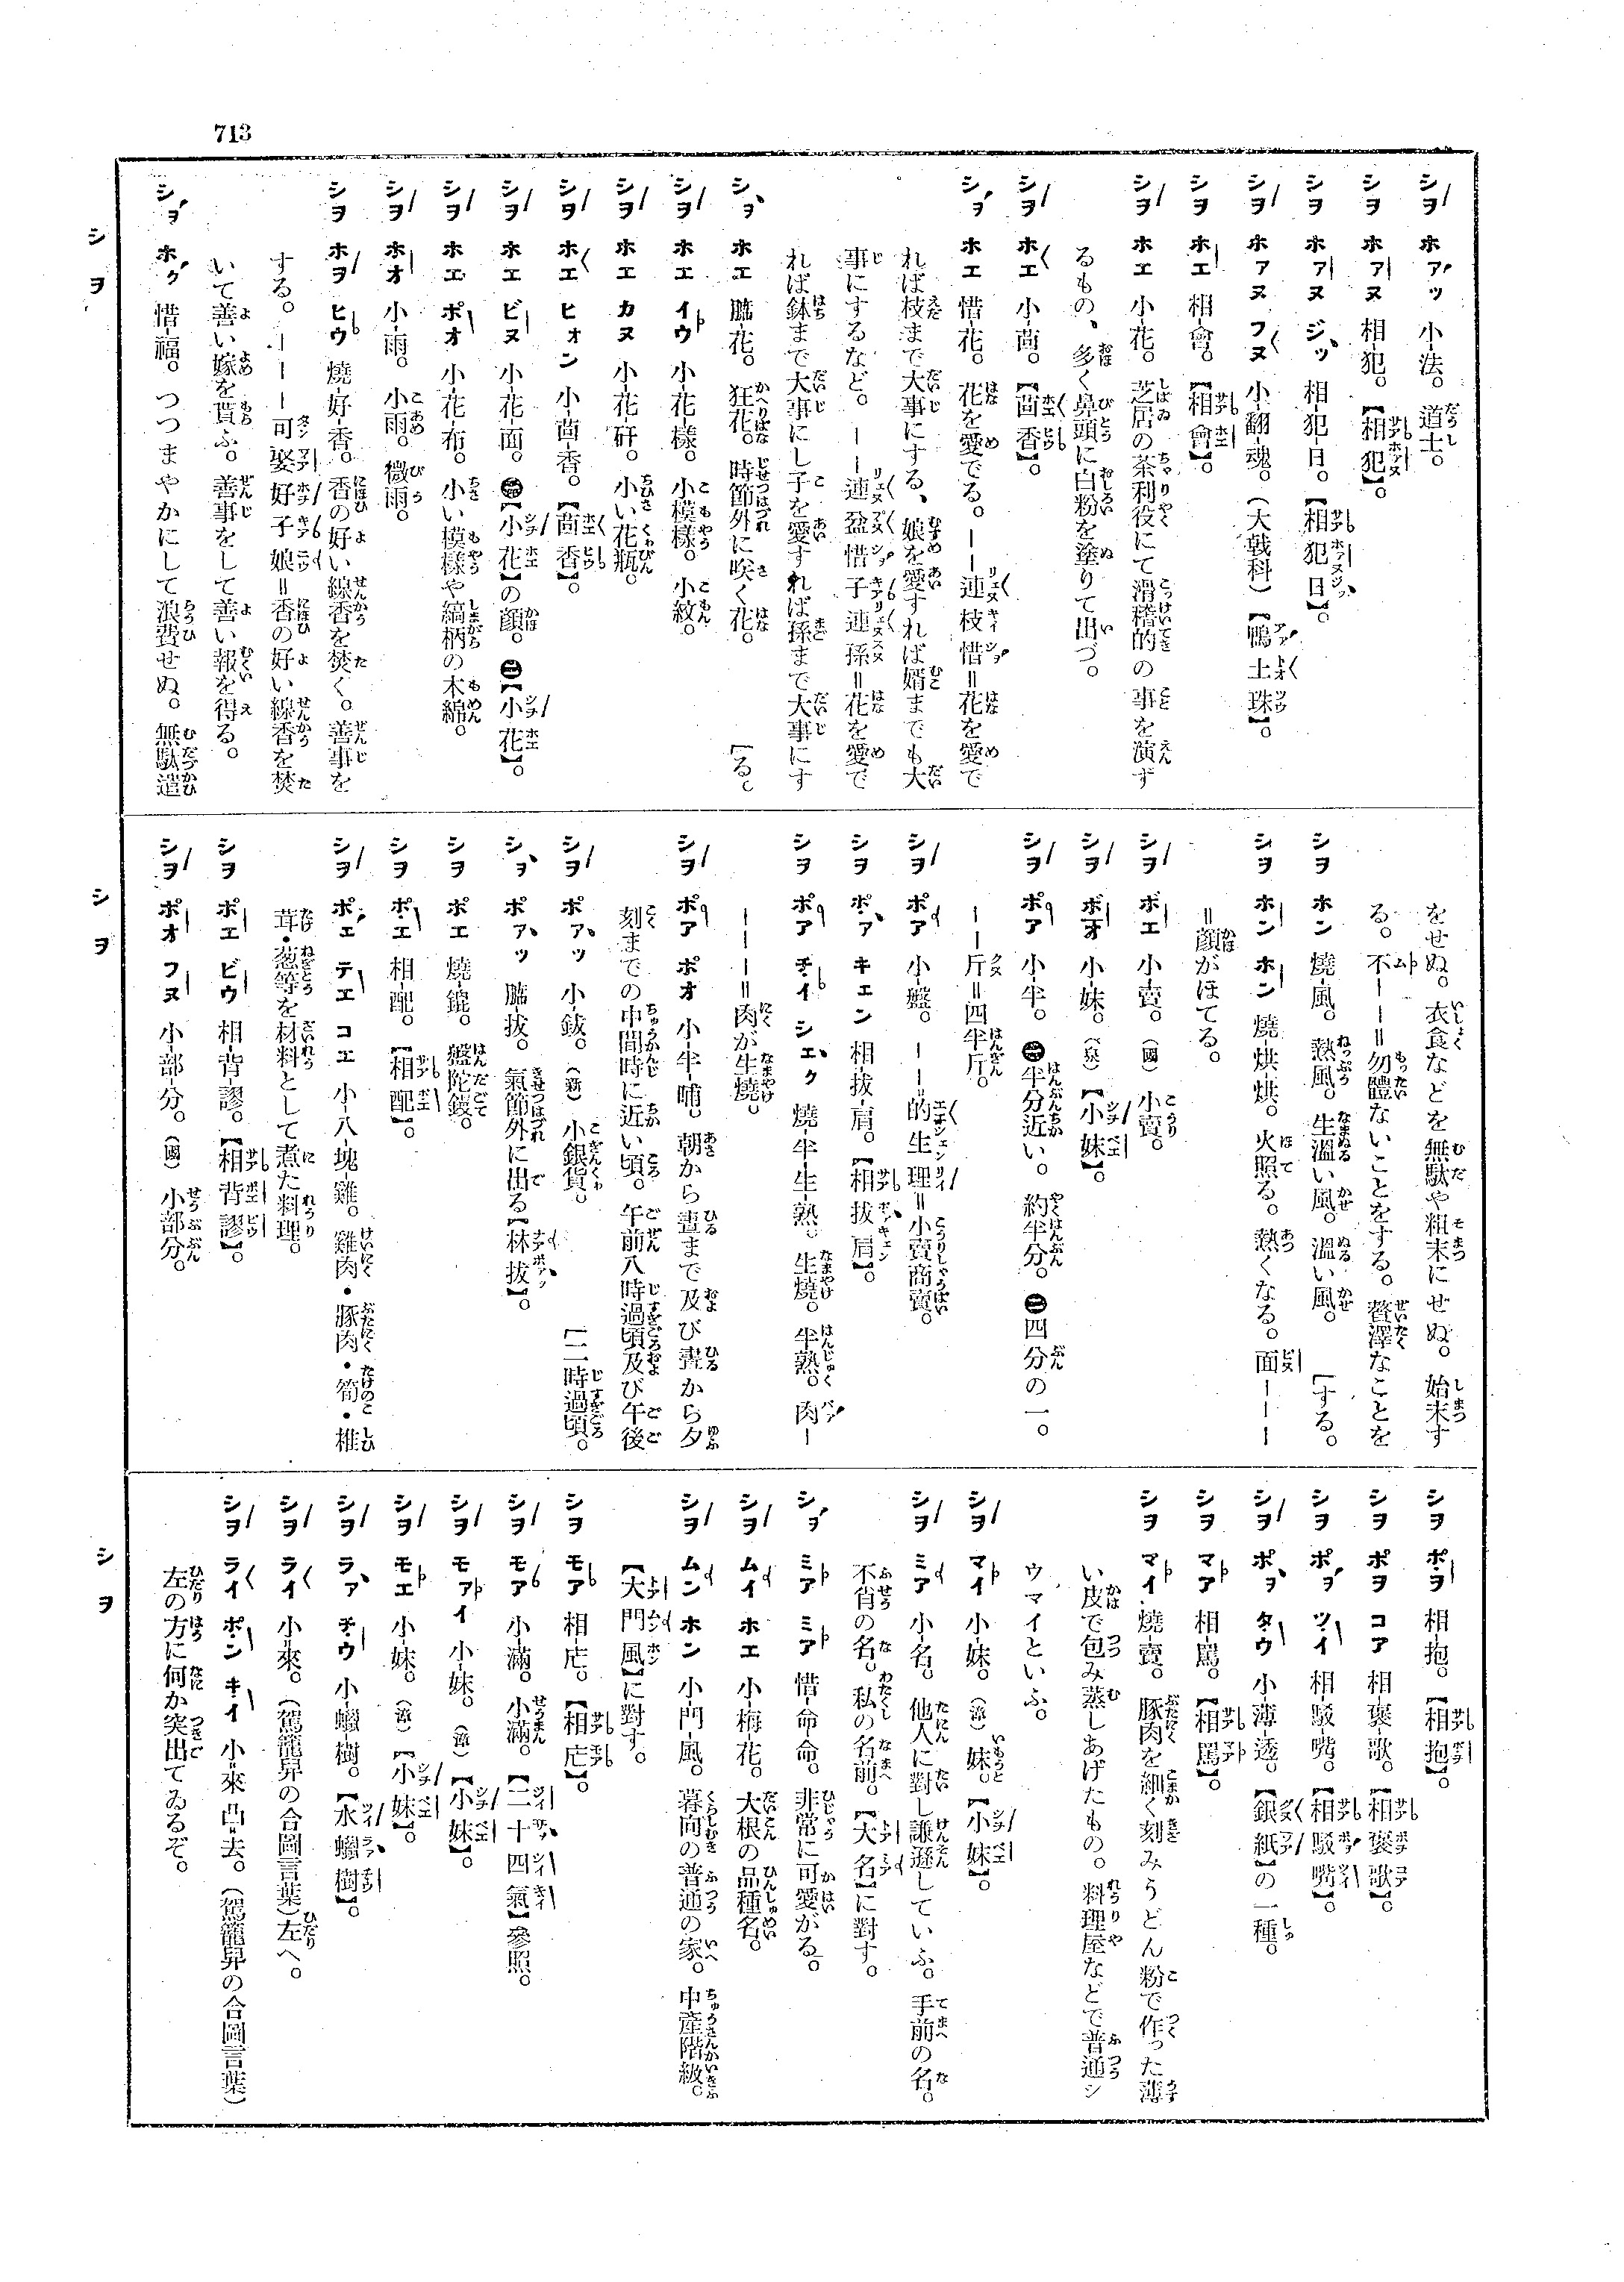 713
シヲ ホァッ 小-法。道士。
シヲ ホァヌ 相-犯。【相犯】。
シヲ ホァヌ ジッ 相-犯-日。【相犯日】。
シヲ ホァヌ フヌ 小-翻-魂。(大戟科)【鴨土珠】。
シヲ ホエ 相-會。【相會】。
シヲ ホエ 小-花。芝居の茶利役にて滑稽的の事を演ず
るもの、多く鼻頭に白粉を塗りて出づ。
シヲ ホエ 小-茴。【茴香】。
シヲ ホエ 惜-花。花を愛でる。——連枝惜=花を愛で
れば枝まで大事にする、娘を愛すれば婿までも大
事にするなど。——連盆惜子連孫=花を愛で
れば鉢まで大事にし子を愛すれば孫まで大事にす
シヲ ホエ 臘-花。狂花。時節外に咲く花。 [る。
シヲ ホエ イウ 小-花-樣。小模樣。小紋。
シヲ ホエ カヌ 小-花-矸。小い花瓶。
シヲ ホエ ヒォン 小-茴-香。【茴香】。
シヲ ホエ ビヌ 小-花-面。㊀【小花】の顏。㊁【小花】。
シヲ ホエ ポオ 小-花-布。小い模樣や縞柄の木綿。
シヲ ホオ 小-雨。小雨。微雨。
シヲ ホヲ ヒウ 燒-好-香。香の好い線香を焚く。善事を
する。———可娶好子娘=香の好い線香を焚
いて善い嫁を貰ふ。善事をして善い報を得る。
シヲ ホク 惜-福。つつまやかにして浪費せぬ。無駄遣
シヲ
をせぬ。衣食などを無駄や粗末にせぬ。始末す
る。不——=勿體ないことをする。贅澤なことを
シヲ ホン 燒-風。熱風。生溫い風。溫い風。 [する。
シヲ ホン ホン 燒-烘-烘。火照る。熱くなる。面———
=顏がほてる。
シヲ ボエ 小-賣。(國)小賣。
シヲ ボオ 小-妹。(泉)【小妹】。
シヲ ポア 小-半。㊀半分近い。約半分。㊁四分の一。
——斤=四半斤。
シヲ ポア 小-盤。——的生理=小賣商賣。
シヲ ポァ キェン 相-拔-肩。【相拔肩】。
シヲ ポア チイ シェク 燒-半-生-熟。生燒。半熟。肉—
———=肉が生燒。
シヲ ポア ポオ 小-半-晡。朝から晝まで及び晝から夕
刻までの中間時に近い頃。午前八時過頃及び午後
シヲ ポァッ 小-鈸。(新)小銀貨。 [二時過頃。
シヲ ポァッ 臘-拔。氣節外に出る【林拔】。
シヲ ポエ 燒-錕。盤陀鏝。
シヲ ポエ 相-配。【相配】。
シヲ ポェ テエ コエ 小-八-塊-雞。雞肉・豚肉・筍・椎
茸・葱等を材料として煮た料理。
シヲ ポエ ビウ 相-背-謬。【相背謬】。
シヲ ポオ フヌ 小-部-分。(國)小部分。
シヲ
シヲ ポヲ 相-抱。【相抱】。
シヲ ポヲ コア 相-褒-歌。【相褒歌】。
シヲ ポヲ ツイ 相-駁-嘴。【相駁嘴】。
シヲ ポヲ タウ 小-薄-透。【銀紙】の一種。
シヲ マア 相-罵。【相罵】。
シヲ マイ 燒-賣。豚肉を細く刻みうどん粉で作った薄
い皮で包み蒸しあげたもの。料理屋などで普通シ
ウマイといふ。
シヲ マイ 小-妹。(漳)妹。【小妹】。
シヲ ミア 小-名。他人に對し謙遜していふ。手前の名。
不肖の名。私の名前。【大名】に對す。
シヲ ミア ミア 惜-命-命。非常に可愛がる。
シヲ ムイ ホエ 小-梅-花。大根の品種名。
シヲ ムン ホン 小-門-風。暮向の普通の家。中產階級。
【大門風】に對す。
シヲ モア 相-庀。【相庀】。
シヲ モア 小-滿。小滿。【二十四氣】參照。
シヲ モァイ 小-妹。(漳)【小妹】。
シヲ モエ 小-妹。(漳)【小妹】。
シヲ ラァ チウ 小-蠟-樹。【水蠟樹】。
シヲ ライ 小=來。(駕籠舁の合圖言葉)左へ。
シヲ ライ ポン キイ 小=來 凸=去。(駕籠舁の合圖言葉)
左の方に何か突出てゐるぞ。
シヲ